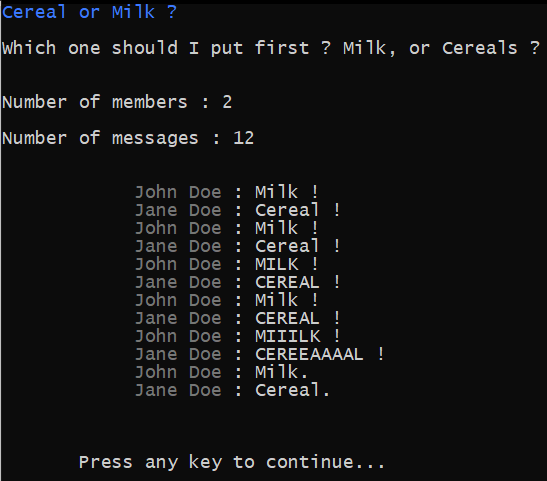 Cereal or Milk ?
Which one should I put first ? Milk, or Cereals ?
Number of members : 2
Number of messages : 12
John Doe : Milk !
Jane Doe : Cereal !
John Doe : Milk !
Jane Doe : Cereal !
John Doe : MILK !
Jane Doe : CEREAL !
John Doe : Milk !
Jane Doe : CEREAL !
John Doe : MIIILK !
Jane Doe : CEREEAAAAL !
John Doe : Milk.
Jane Doe : Cereal.
Press any key to continue...